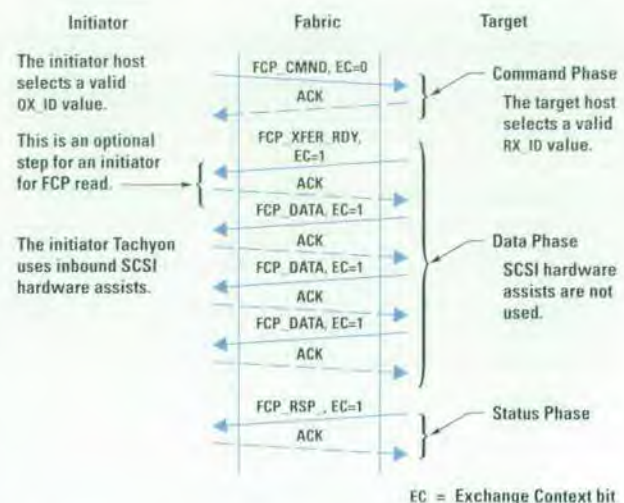 Initiator
Fabric
Target
The initiator host
selects a valid
OX_ID value.
This is an optional
step for an initiator
for FCP read.
The initiator Tachyon
uses inbound SCSI
hardware assists.
FCP_CMND, EC=0
ACK
FCP_XFER_RDY,
EC=1
ACK
FCP_DATA, EC=1
ACK
FCP_DATA, EC=1
ACK
FCP_DATA, EC=1
ACK
FCP_RSP_, EC=1
ACK
Command Phase
The target host
selects a valid
RX_ID value.
Data Phase
SCSI hardware
assists are not
used.
Status Phase
EC = Exchange Context bit